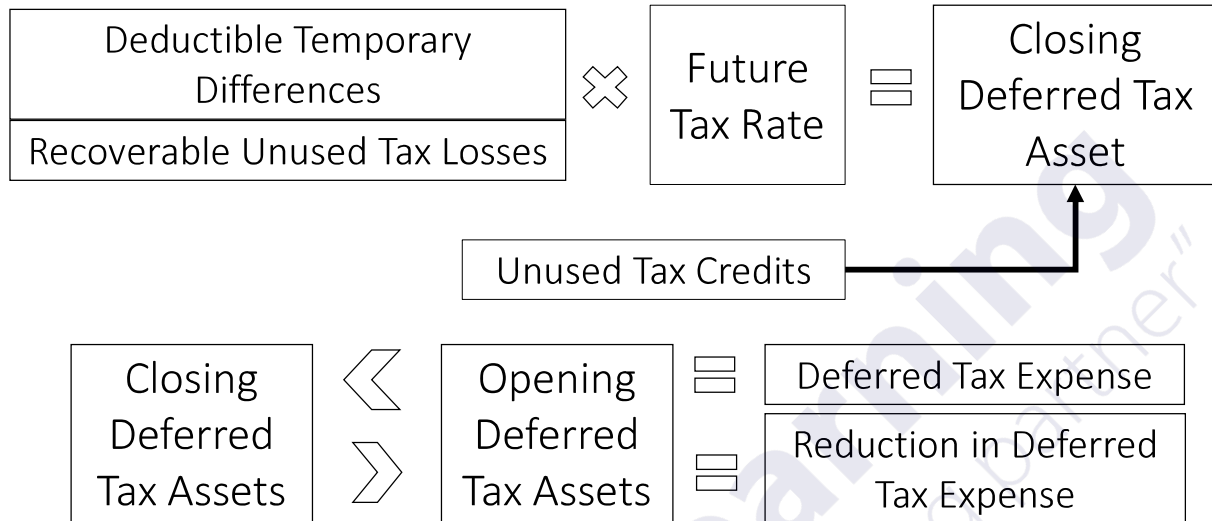 Deductible Temporary
Differences
Recoverable Unused Tax Losses
Future
Tax Rate
Closing
Deferred Tax
Asset
Unused Tax Credits
Closing
Deferred
Tax Assets
Opening
Deferred
Tax Assets
Deferred Tax Expense
Reduction in Deferred
Tax Expense
partner"